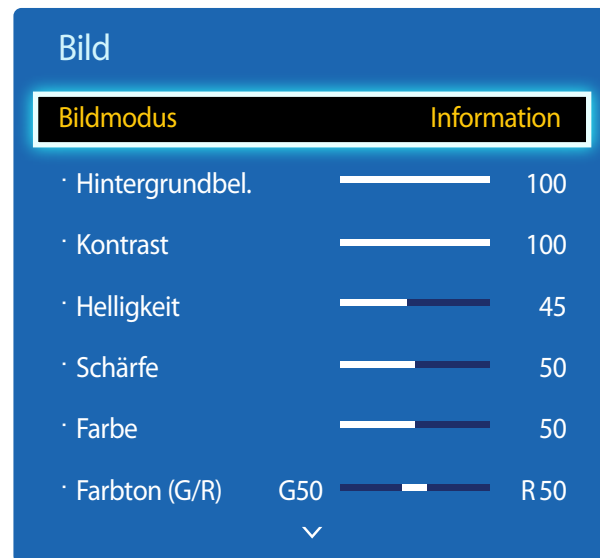 Bild
Bildmodus Information
· Hintergrundbel. 100
· Kontrast 100
· Helligkeit 45
· Schärfe 50
· Farbe 50
· Farbton (G/R) G50 R50